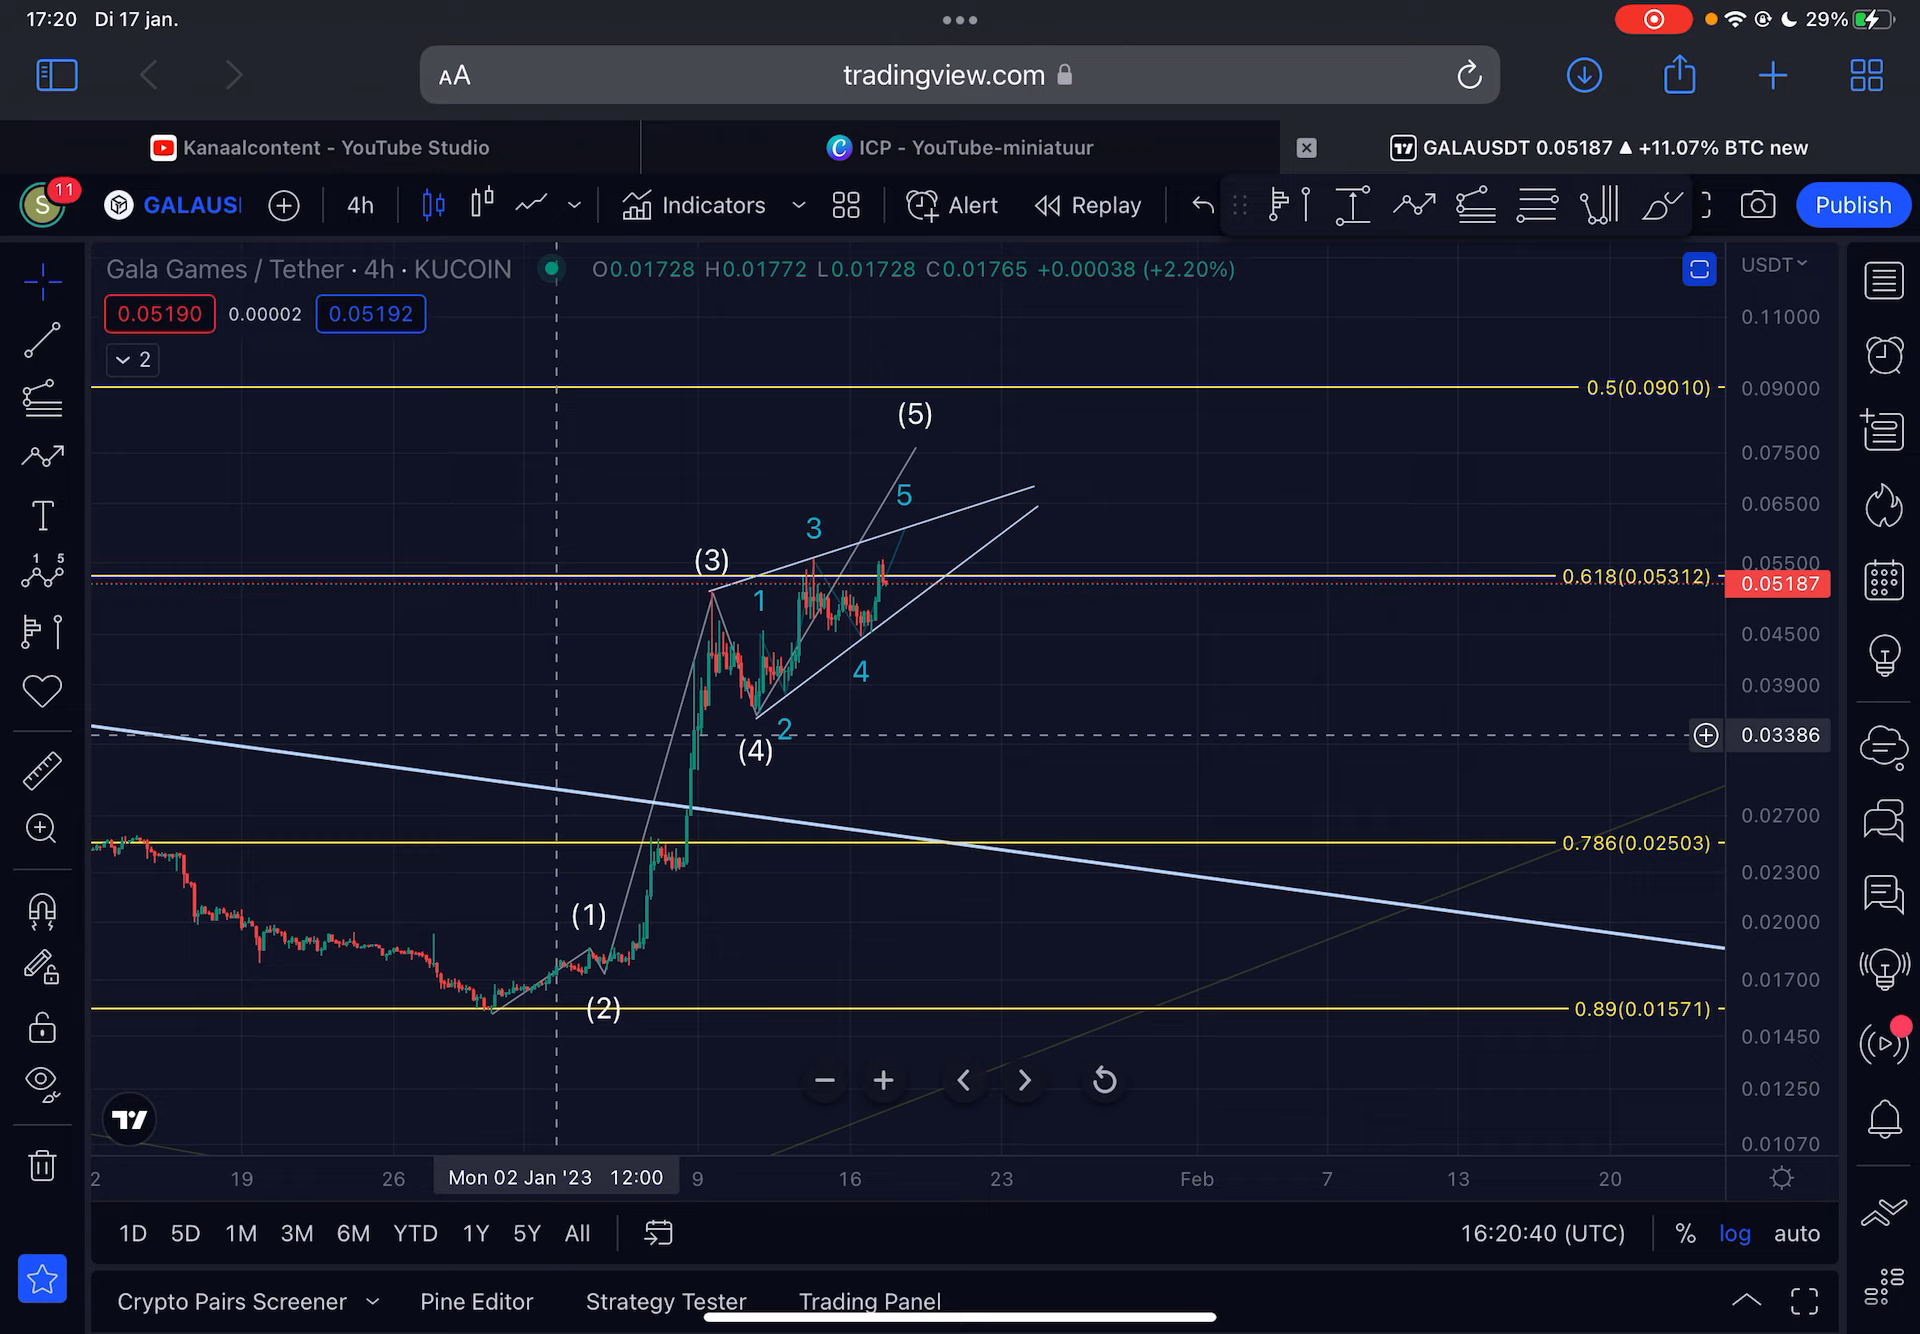 17:20 Di 17 jan.
29%
AA tradingview.com
Kanaalcontent - YouTube Studio
ICP - YouTube-miniatuur
GALAUSDT 0.05187 ▲ +11.07% BTC new
S 11 GALAUS 4h Indicators Alert Replay Publish
Gala Games / Tether · 4h · KUCOIN O0.01728 H0.01772 L0.01728 C0.01765 +0.00038 (+2.20%)
USDT
0.05190 0.00002 0.05192
2
0.11000
0.5(0.09010) 0.09000
(5)
0.07500
5
0.06500
3
(3)
0.05500
0.618(0.05312)
0.05187
1
0.04500
4
0.03900
2
(4)
0.03386
0.02700
0.786(0.02503)
0.02300
(1)
0.02000
0.01700
(2)
0.89(0.01571)
0.01450
0.01250
0.01070
2 19 26 Mon 02 Jan '23 12:00 9 16 23 Feb 7 13 20
1D 5D 1M 3M 6M YTD 1Y 5Y All
16:20:40 (UTC) % log auto
Crypto Pairs Screener Pine Editor Strategy Tester Trading Panel